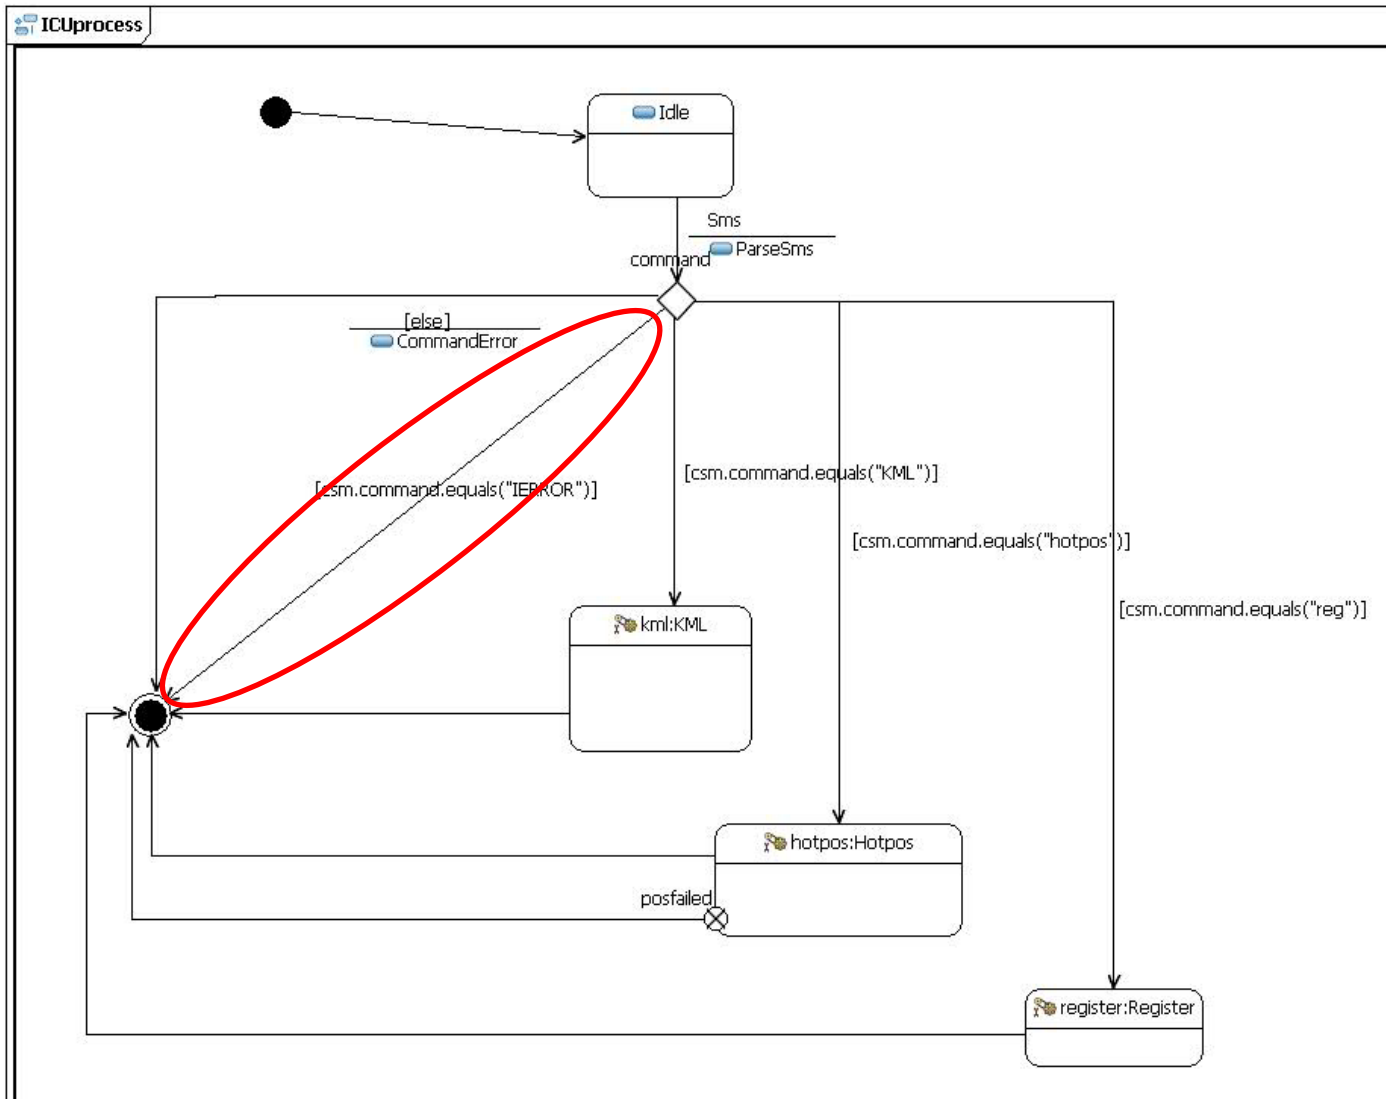 ICUprocess
Idle
Sms
ParseSms
command
[else]
CommandError
[csm.command.equals("KML")]
[csm.command.equals("IERROR")]
[csm.command.equals("hotpos")]
[csm.command.equals("reg")]
kml:KML
hotpos:Hotpos
posfailed
register:Register